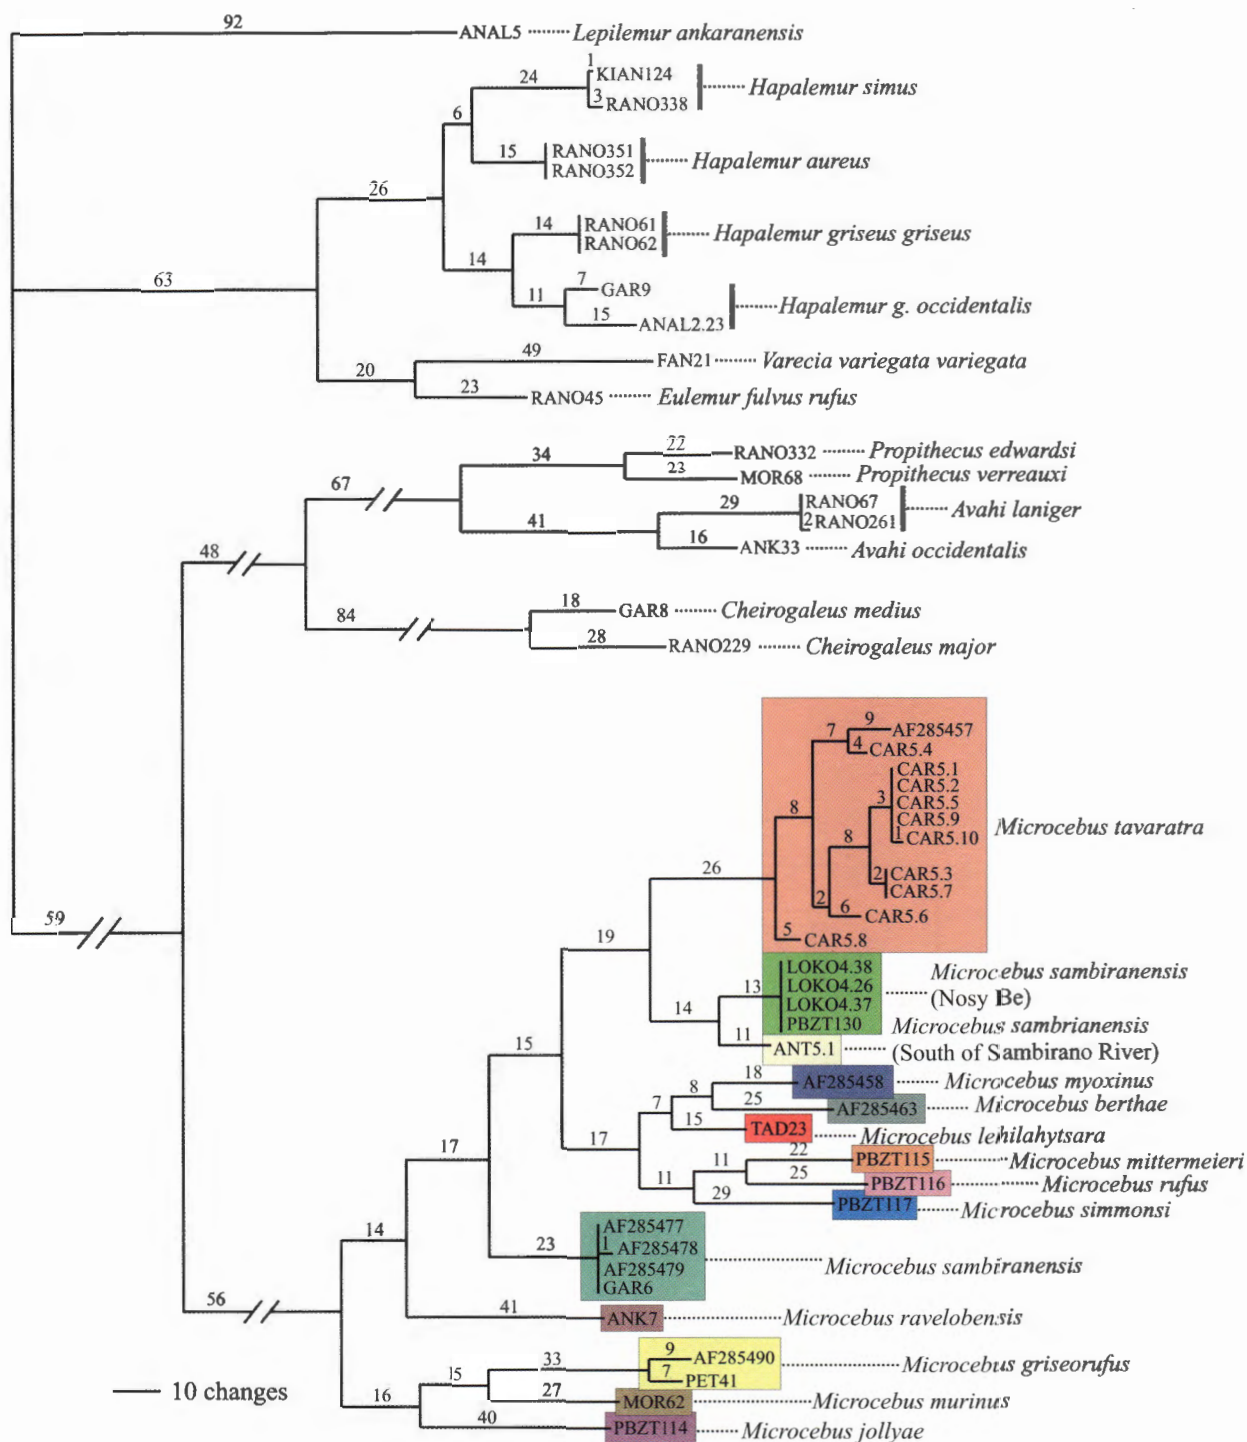 92
ANAL5 Lepilemur ankaranensis
1
24 KIAN124
Hapalemur simus
3 RANO338
6
15 RANO351
Hapalemur aureus
RANO352
26
14 RANO61
Hapalemur griseus griseus
RANO62
14
7 GAR9
11
Hapalemur g. occidentalis
15 ANAL2.23
63
49 FAN21 Varecia variegata variegata
20
23 RANO45 Eulemur fulvus rufus
22 RANO332 Propithecus edwardsi
34
23 MOR68 Propithecus verreauxi
67
29 RANO67
Avahi laniger
2 RANO261
41
16 ANK33 Avahi occidentalis
48
18 GAR8 Cheirogaleus medius
84
28 RANO229 Cheirogaleus major
9 AF285457
7
4 CAR5.4
CAR5.1
CAR5.2
3 CAR5.5
8 CAR5.9
1 CAR5.10
Microcebus tavaratra
8
2 CAR5.3
CAR5.7
26
2 6 CAR5.6
5 CAR5.8
59
19
LOKO4.38
Microcebus sambiranensis
13 LOKO4.26
(Nosy Be)
LOKO4.37
14 PBZT130
Microcebus sambrianensis
11 ANT5.1
(South of Sambirano River)
15
18 AF285458 Microcebus myoxinus
8
25 AF285463 Microcebus berthae
7
15 TAD23 Microcebus lehilahytsara
17
22 PBZT115 Microcebus mittermeieri
11
25 PBZT116 Microcebus rufus
11
29 PBZT117 Microcebus simmonsi
17
AF285477
1 AF285478
23
AF285479
Microcebus sambiranensis
GAR6
14
56
41 ANK7 Microcebus ravelobensis
9 AF285490
33
Microcebus griseorufus
7 PET41
15
27 MOR62 Microcebus murinus
16
40 PBZT114 Microcebus jollyae
10 changes